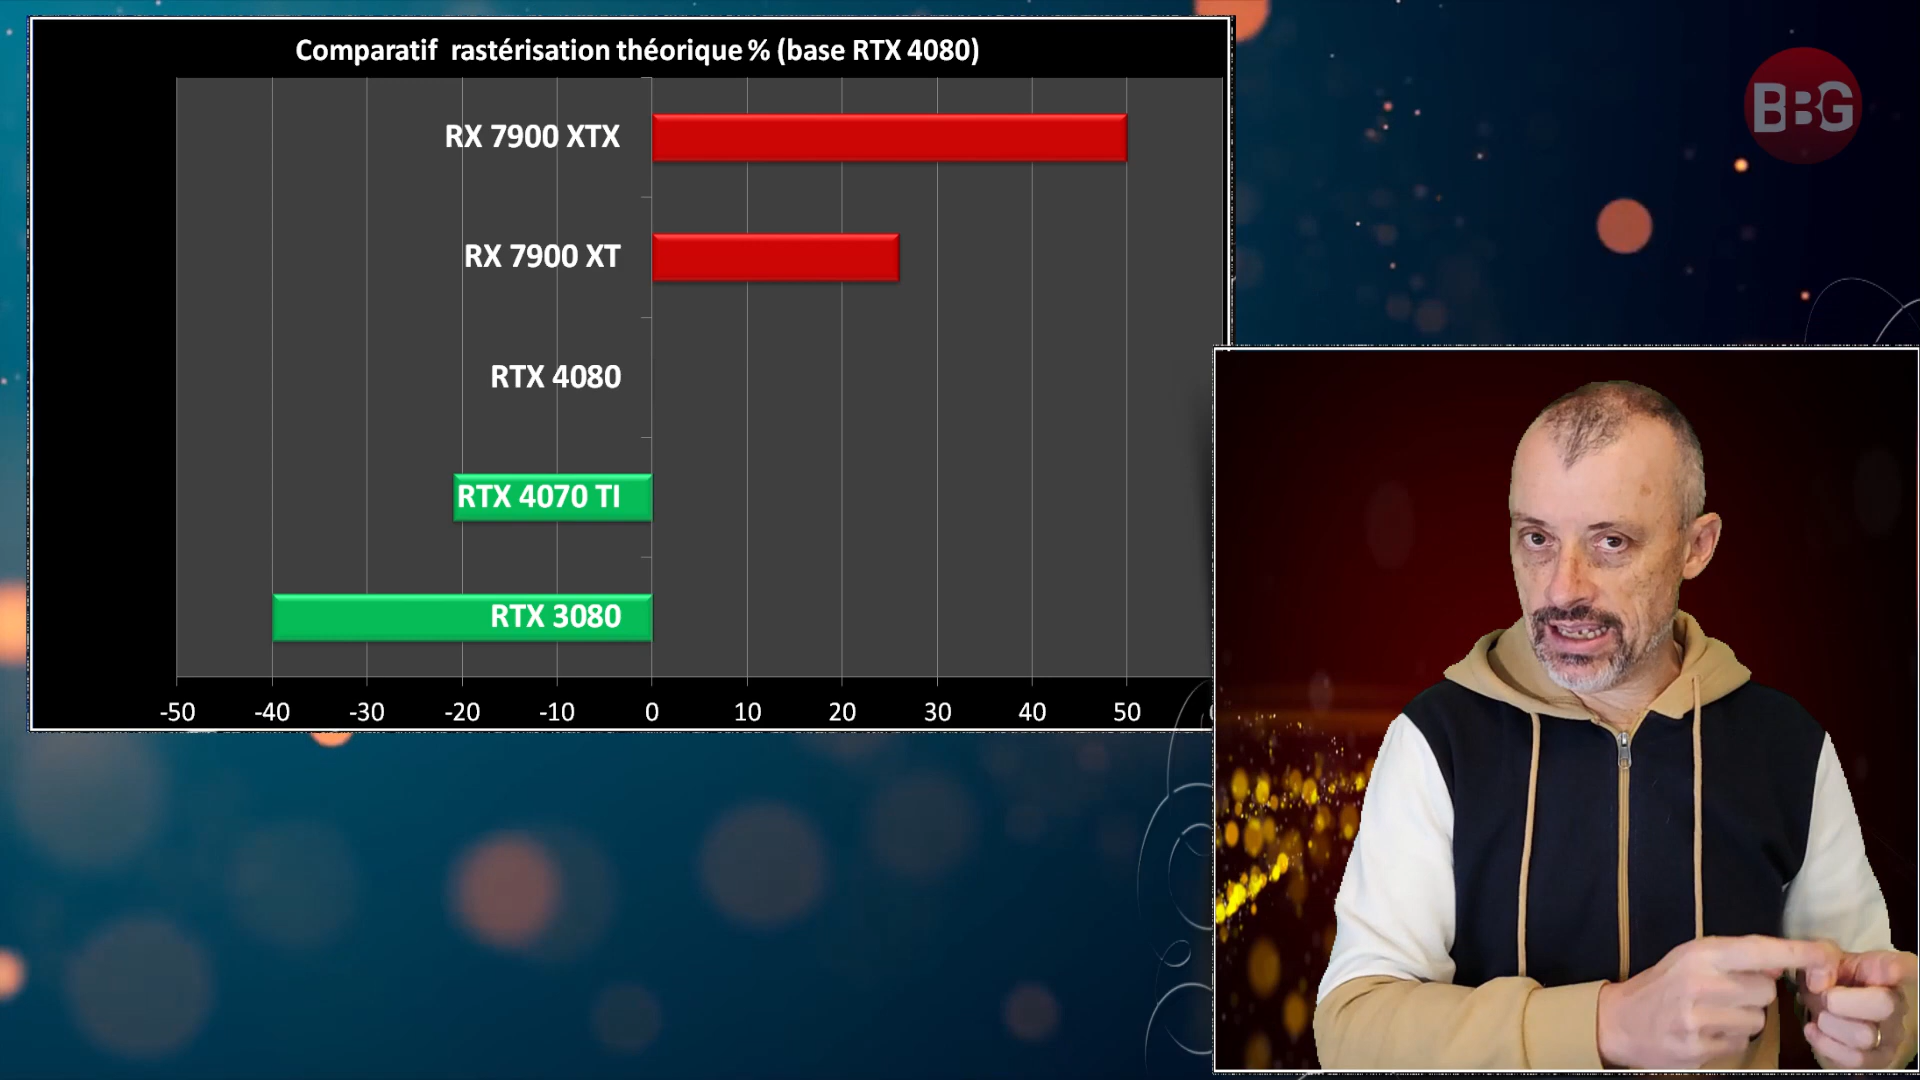 Comparatif rastérisation théorique % (base RTX 4080)
BBG
RX 7900 XTX
RX 7900 XT
RTX 4080
RTX 4070 TI
RTX 3080
-50 -40 -30 -20 -10 0 10 20 30 40 50